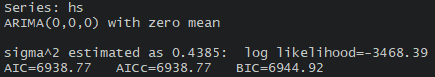 Series: hs
ARIMA(0,0,0) with zero mean
sigma^2 estimated as 0.4385:  log likelihood=-3468.39
AIC=6938.77   AICc=6938.77   BIC=6944.92